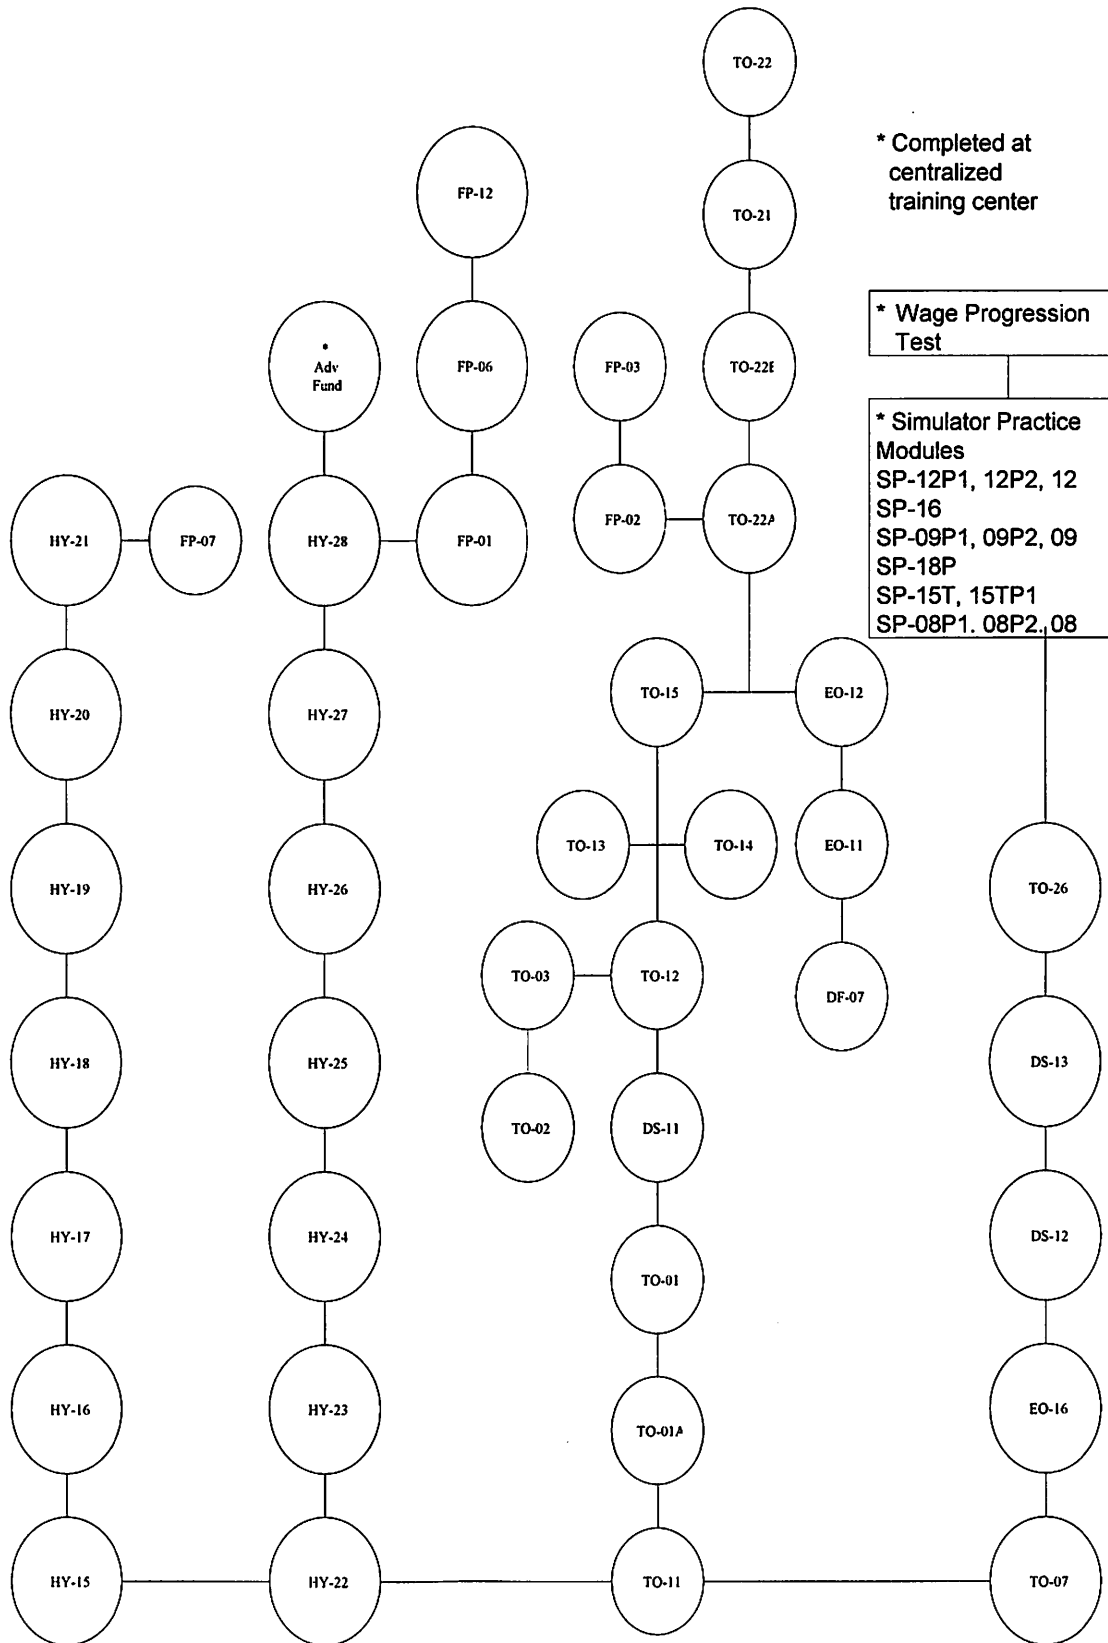 TO-22
* Completed at
centralized
training center
FP-12
TO-21
* Wage Progression
Test
*
Adv
Fund
FP-06
FP-03
TO-22B
* Simulator Practice
Modules
SP-12P1, 12P2, 12
SP-16
SP-09P1, 09P2, 09
SP-18P
SP-15T, 15TP1
SP-08P1. 08P2. 08
HY-21
FP-07
HY-28
FP-01
FP-02
TO-22A
HY-20
HY-27
TO-15
EO-12
TO-13
TO-14
EO-11
HY-19
HY-26
TO-26
TO-03
TO-12
DF-07
HY-18
HY-25
DS-13
TO-02
DS-11
HY-17
HY-24
DS-12
TO-01
HY-16
HY-23
TO-01A
EO-16
HY-15
HY-22
TO-11
TO-07